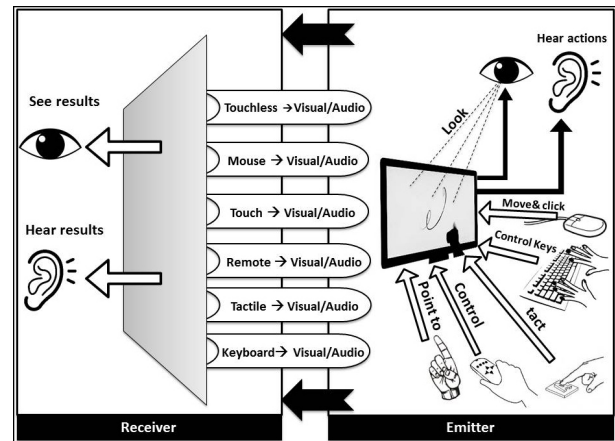 Hear actions
See results
Look
Touchless → Visual/Audio
Mouse → Visual/Audio
Move& click
Touch → Visual/Audio
Hear results
Control Keys
Remote → Visual/Audio
Tactile → Visual/Audio
Point to
Control
tact
Keyboard → Visual/Audio
Receiver
Emitter